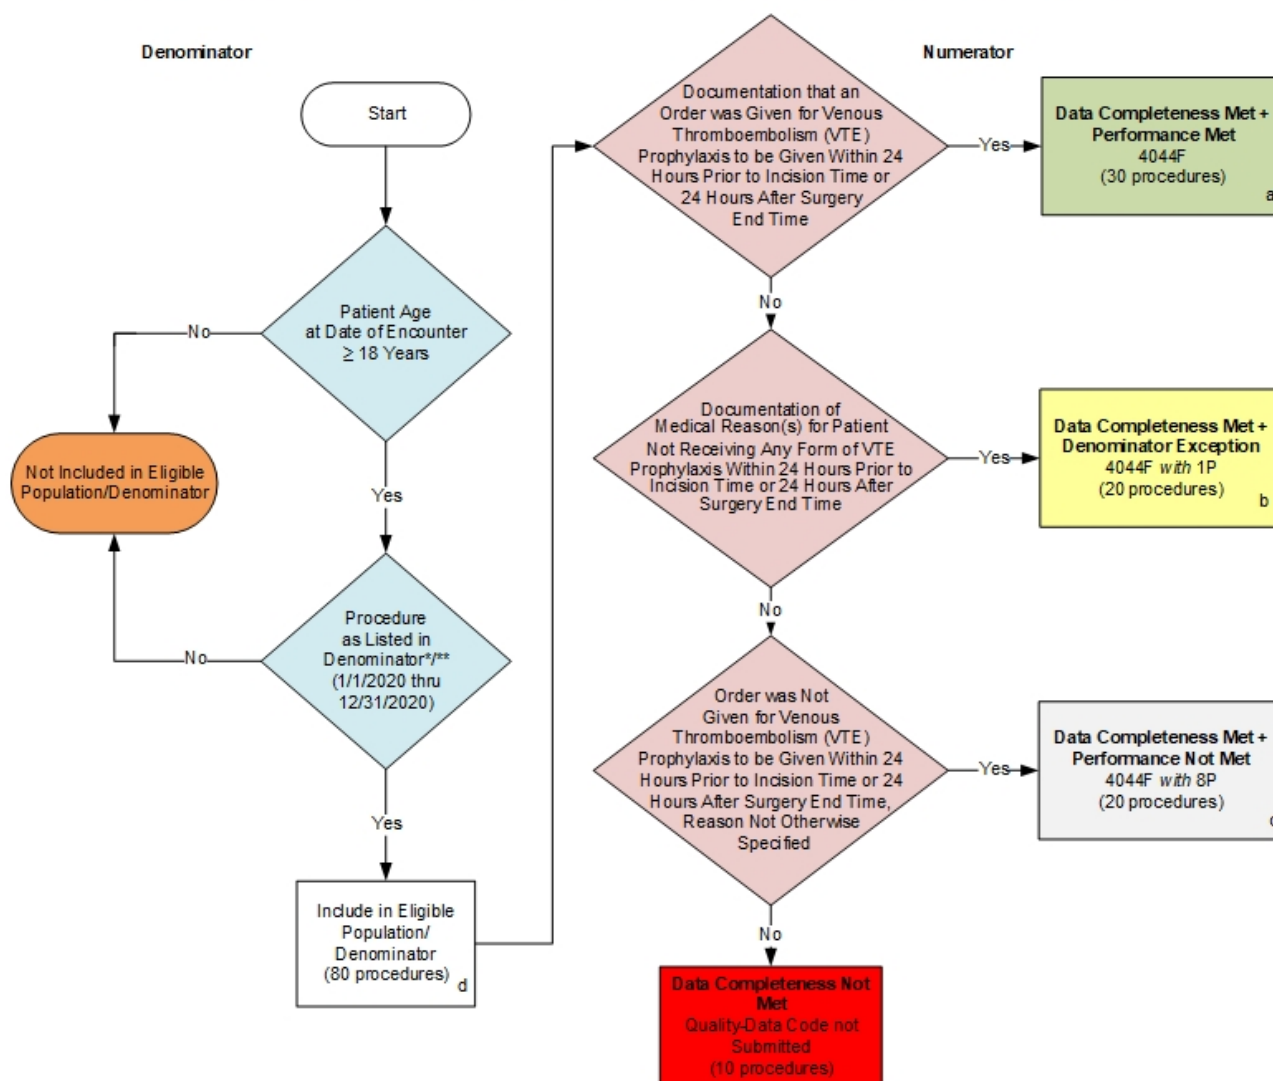 Denominator
Numerator
Start
Patient Age
at Date of Encounter
≥ 18 Years
No
Not Included in Eligible
Population/Denominator
Yes
Procedure
as Listed in
Denominator*/**
(1/1/2020 thru
12/31/2020)
No
Yes
Include in Eligible
Population/
Denominator
(80 procedures)
d
Documentation that an
Order was Given for Venous
Thromboembolism (VTE)
Prophylaxis to be Given Within 24
Hours Prior to Incision Time or
24 Hours After Surgery
End Time
Yes
Data Completeness Met +
Performance Met
4044F
(30 procedures)
a
No
Documentation of
Medical Reason(s) for Patient
Not Receiving Any Form of VTE
Prophylaxis Within 24 Hours Prior to
Incision Time or 24 Hours After
Surgery End Time
Yes
Data Completeness Met +
Denominator Exception
4044F with 1P
(20 procedures)
b
No
Order was Not
Given for Venous
Thromboembolism (VTE)
Prophylaxis to be Given Within 24
Hours Prior to Incision Time or 24
Hours After Surgery End Time,
Reason Not Otherwise
Specified
Yes
Data Completeness Met +
Performance Not Met
4044F with 8P
(20 procedures)
No
Data Completeness Not
Met
Quality-Data Code not
Submitted
(10 procedures)